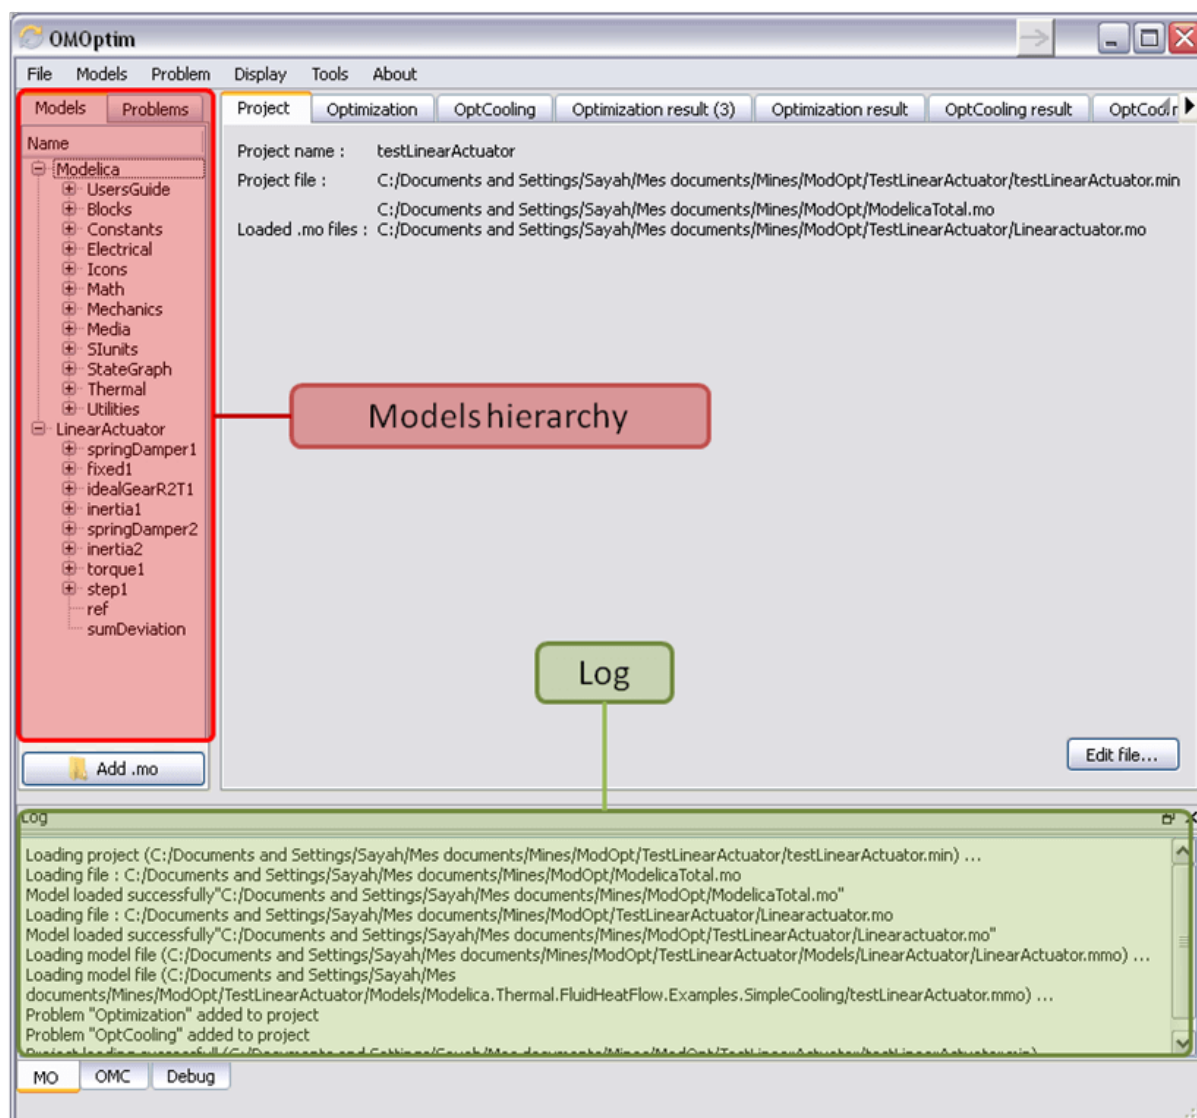 OMOptim
File Models Problem Display Tools About
Models Problems
Project Optimization OptCooling Optimization result (3) Optimization result OptCooling result
Name
Modelica
UsersGuide
Blocks
Constants
Electrical
Icons
Math
Mechanics
Media
SIunits
StateGraph
Thermal
Utilities
LinearActuator
springDamper1
fixed1
idealGearR2T1
inertia1
springDamper2
inertia2
torque1
step1
ref
sumDeviation
Add .mo
Project name : testLinearActuator
Project file : C:/Documents and Settings/Sayah/Mes documents/Mines/ModOpt/TestLinearActuator/testLinearActuator.min
C:/Documents and Settings/Sayah/Mes documents/Mines/ModOpt/ModelicaTotal.mo
Loaded .mo files : C:/Documents and Settings/Sayah/Mes documents/Mines/ModOpt/TestLinearActuator/Linearactuator.mo
Models hierarchy
Log
Edit file...
Log
Loading project (C:/Documents and Settings/Sayah/Mes documents/Mines/ModOpt/TestLinearActuator/testLinearActuator.min) ...
Loading file : C:/Documents and Settings/Sayah/Mes documents/Mines/ModOpt/ModelicaTotal.mo
Model loaded successfully"C:/Documents and Settings/Sayah/Mes documents/Mines/ModOpt/ModelicaTotal.mo"
Loading file : C:/Documents and Settings/Sayah/Mes documents/Mines/ModOpt/TestLinearActuator/Linearactuator.mo
Model loaded successfully"C:/Documents and Settings/Sayah/Mes documents/Mines/ModOpt/TestLinearActuator/Linearactuator.mo"
Loading model file (C:/Documents and Settings/Sayah/Mes documents/Mines/ModOpt/TestLinearActuator/Models/LinearActuator/LinearActuator.mmo) ...
Loading model file (C:/Documents and Settings/Sayah/Mes
documents/Mines/ModOpt/TestLinearActuator/Models/Modelica.Thermal.FluidHeatFlow.Examples.SimpleCooling/testLinearActuator.mmo) ...
Problem "Optimization" added to project
Problem "OptCooling" added to project
MO OMC Debug